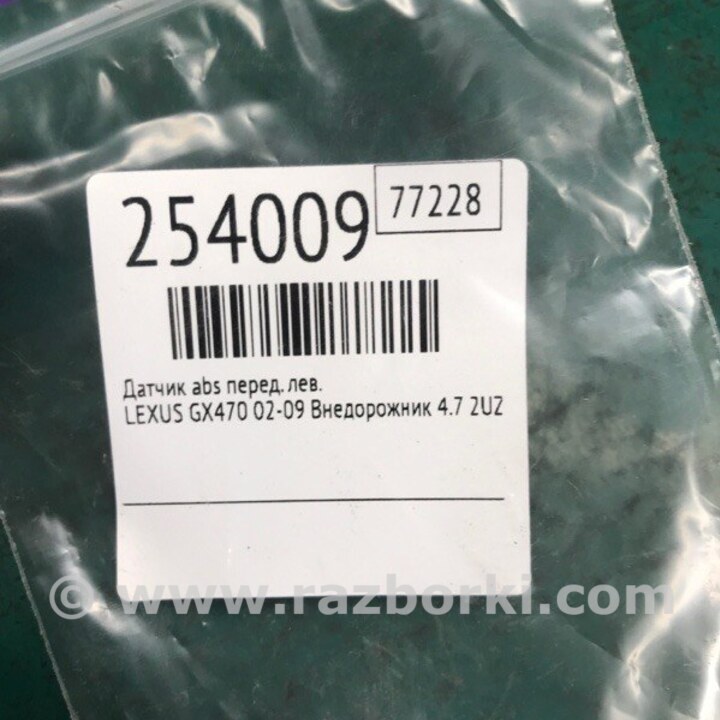 254009
77228
Датчик abs перед. лев.
LEXUS GX470 02-09 Внедорожник 4.7 2UZ
© www.razborki.com